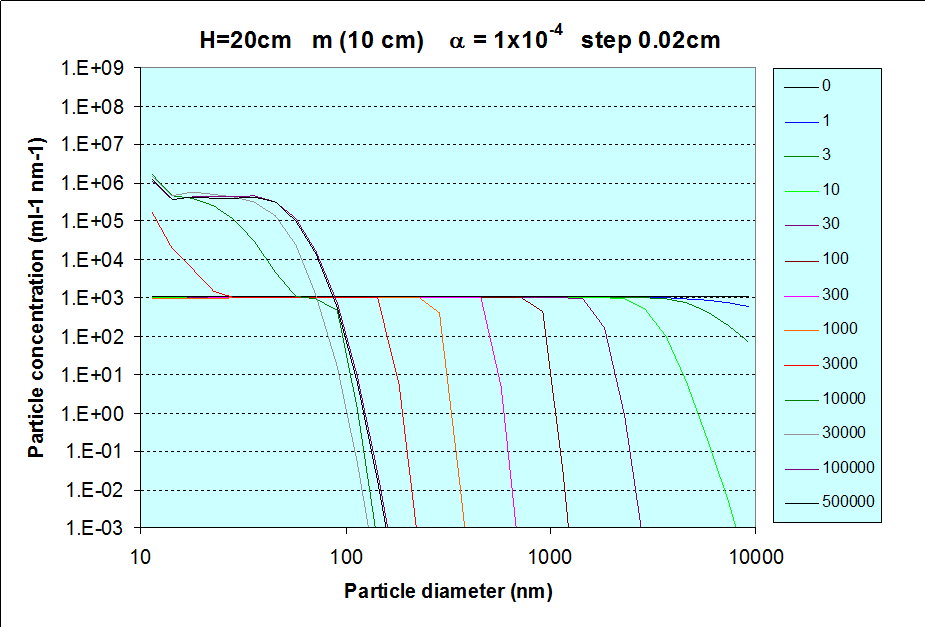 H=20cm m (10 cm) α = 1x10-4 step 0.02cm
1.E+09
1.E+08
1.E+07
1.E+06
1.E+05
1.E+04
1.E+03
1.E+02
1.E+01
1.E+00
1.E-01
1.E-02
1.E-03
Particle concentration (ml-1 nm-1)
10
100
1000
10000
Particle diameter (nm)
0
1
3
10
30
100
300
1000
3000
10000
30000
100000
500000